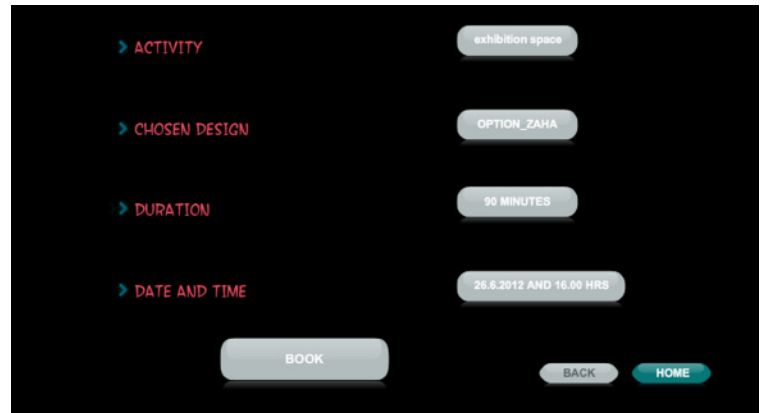 ACTIVITY exhibition space
CHOSEN DESIGN OPTION_ZAHA
DURATION 90 MINUTES
DATE AND TIME 26.6.2012 AND 16.00 HRS
BOOK
BACK HOME